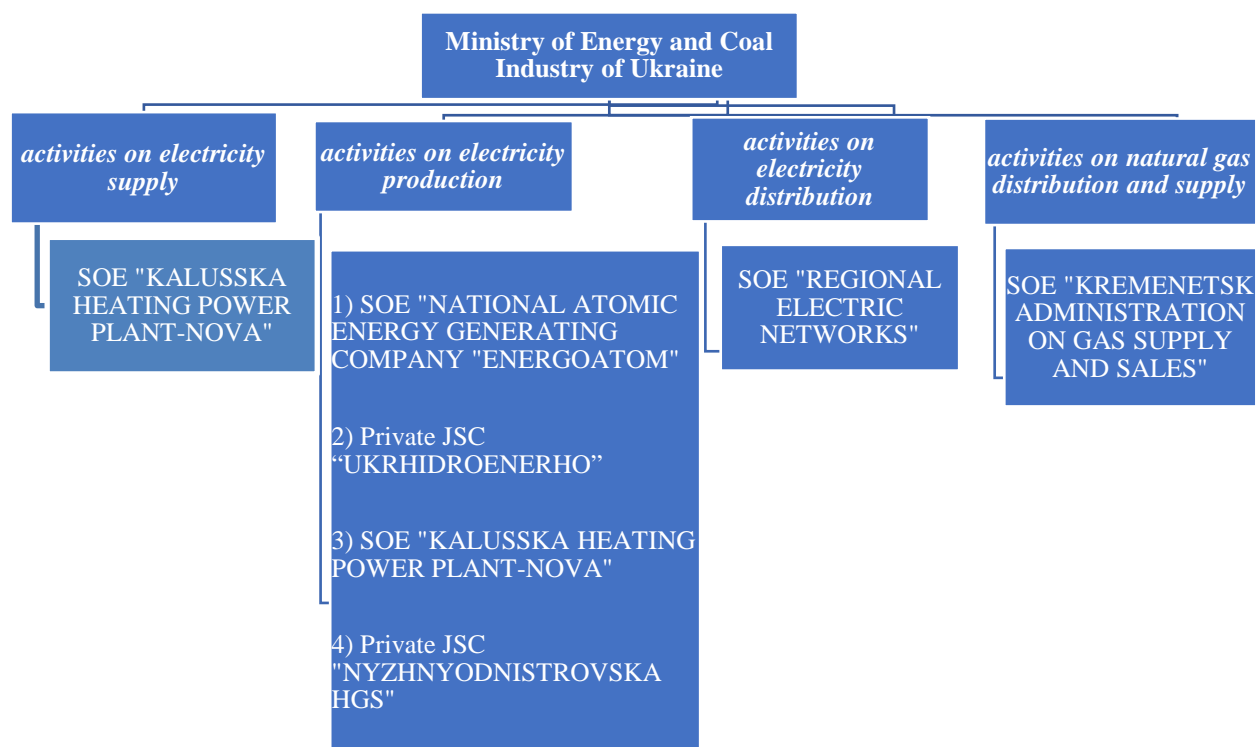 Ministry of Energy and Coal
Industry of Ukraine
activities on electricity
supply
SOE "KALUSSKA
HEATING POWER
PLANT-NOVA"
activities on electricity
production
1) SOE "NATIONAL ATOMIC
ENERGY GENERATING
COMPANY "ENERGOATOM"
2) Private JSC
“UKRHIDROENERHO”
3) SOE "KALUSSKA HEATING
POWER PLANT-NOVA"
4) Private JSC
"NYZHNYODNISTROVSKA
HGS"
activities on
electricity
distribution
SOE "REGIONAL
ELECTRIC
NETWORKS"
activities on natural gas
distribution and supply
SOE "KREMENETSK
ADMINISTRATION
ON GAS SUPPLY
AND SALES"